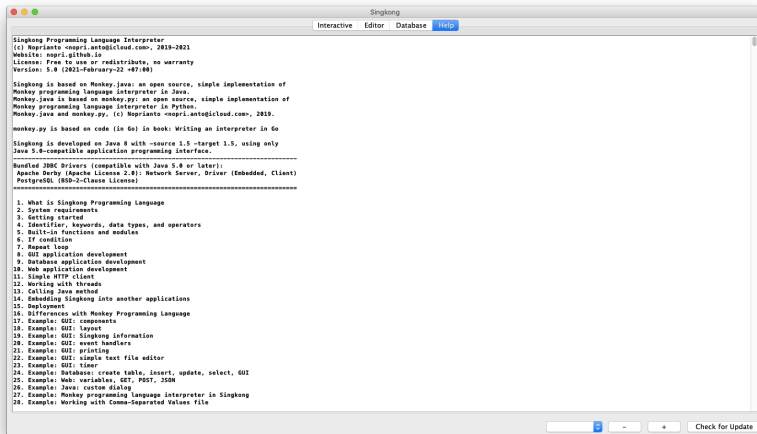 Singkong
Interactive Editor Database Help
Singkong Programming Language Interpreter
(c) Noprianto <nopri.anto@icloud.com>, 2019-2021
Website: nopri.github.io
License: Free to use or redistribute, no warranty
Version: 5.0 (2021-February-22 +07:00)
Singkong is based on Monkey.java: an open source, simple implementation of
Monkey programming language interpreter in Java.
Monkey.java is based on monkey.py: an open source, simple implementation of
Monkey programming language interpreter in Python.
Monkey.java and monkey.py, (c) Noprianto <nopri.anto@icloud.com>, 2019.
monkey.py is based on code (in Go) in book: Writing an interpreter in Go
Singkong is developed on Java 8 with -source 1.5 -target 1.5, using only
Java 5.0-compatible application programming interface.
===========================================================================
Bundled JDBC Drivers (compatible with Java 5.0 or later):
Apache Derby (Apache License 2.0): Network Server, Driver (Embedded, Client)
PostgreSQL (BSD-2-Clause License)
===========================================================================
1. What is Singkong Programming Language
2. System requirements
3. Getting started
4. Identifier, keywords, data types, and operators
5. Built-in functions and modules
6. If condition
7. Repeat loop
8. GUI application development
9. Database application development
10. Web application development
11. Simple HTTP client
12. Working with threads
13. Calling Java method
14. Embedding Singkong into another applications
15. Deployment
16. Differences with Monkey Programming Language
17. Example: GUI: components
18. Example: GUI: layout
19. Example: GUI: Singkong information
20. Example: GUI: event handlers
21. Example: GUI: printing
22. Example: GUI: simple text file editor
23. Example: GUI: timer
24. Example: Database: create table, insert, update, select, GUI
25. Example: Web: variables, GET, POST, JSON
26. Example: Java: custom dialog
27. Example: Monkey programming language interpreter in Singkong
28. Example: Working with Comma-Separated Values file
- + Check for Update